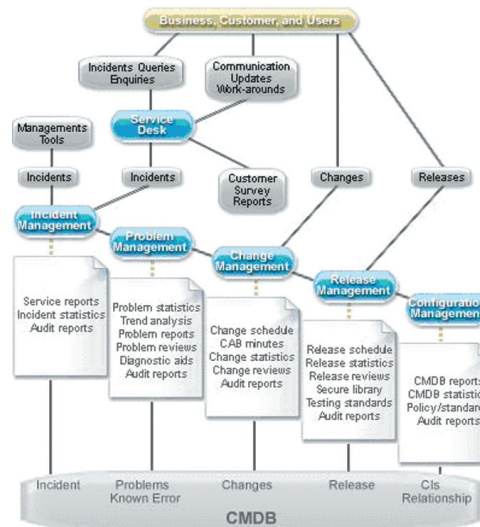 Business, Customer, and Users
Incidents Queries
Enquiries
Communication
Updates
Work-arounds
Service
Desk
Managements
Tools
Incidents
Incidents
Customer
Survey
Reports
Changes
Releases
Incident
Management
Problem
Management
Change
Management
Release
Management
Configuration
Management
Service reports
Incident statistics
Audit reports
Problem statistics
Trend analysis
Problem reports
Problem reviews
Diagnostic aids
Audit reports
Change schedule
CAB minutes
Change statistics
Change reviews
Audit reports
Release schedule
Release statistics
Release reviews
Secure library
Testing standards
Audit reports
CMDB reports
CMDB statistic
Policy/standard
Audit reports
Incident
Problems
Known Error
Changes
Release
CIs
Relationship
CMDB